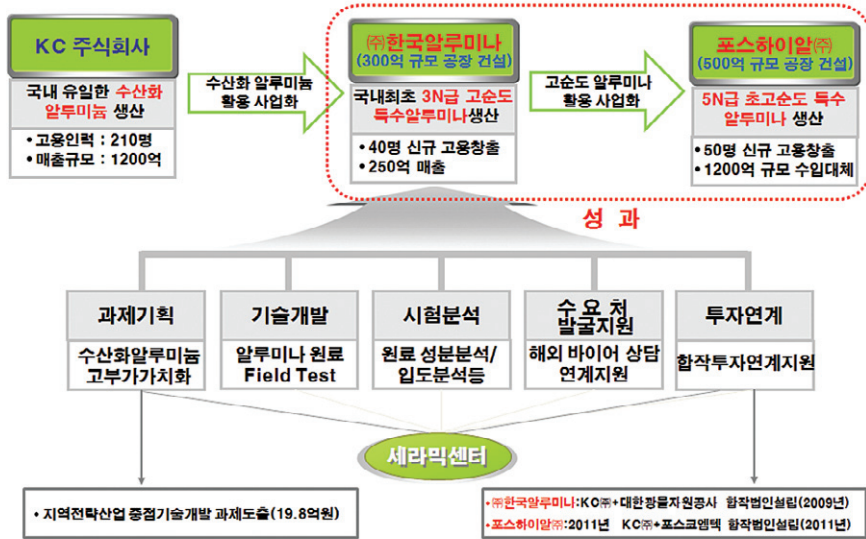 KC 주식회사
국내 유일한 수산화
알투미늄 생산
• 고용인력 : 210명
• 매출규모 : 1200억
수산화 알루미늄
활용 사업화
㈜한국알루미나
(300억 규모 공장 건설)
국내최초 3N급 고순도
특수알루미나생산
• 40명 신규 고용창출
• 250억 매출
고순도 알루미나
활용 사업화
포스하이알㈜
(500억 규모 공장 건설)
5N급 초고순도 특수
알투미나 생산
• 50명 신규 고용창출
• 1200억 규모 수입대체
성 과
과제기획
수산화알루미늄
고부가가치화
기술개발
알루미나 원료
Field Test
시험분석
원료 성분분석/
입도분석등
수 요 처
발굴지원
해외 바이어 상담
연계지원
투자연계
합작투자연계지원
세라믹센터
• 지역전략산업 중점기술개발 과제도출(19.8억원)
•㈜한국알루미나:KC㈜+대한광물자원공사 합작법인설립(2009년)
•포스하이알㈜:2011년 KC㈜+포스코엠텍 합작법인설립(2011년)